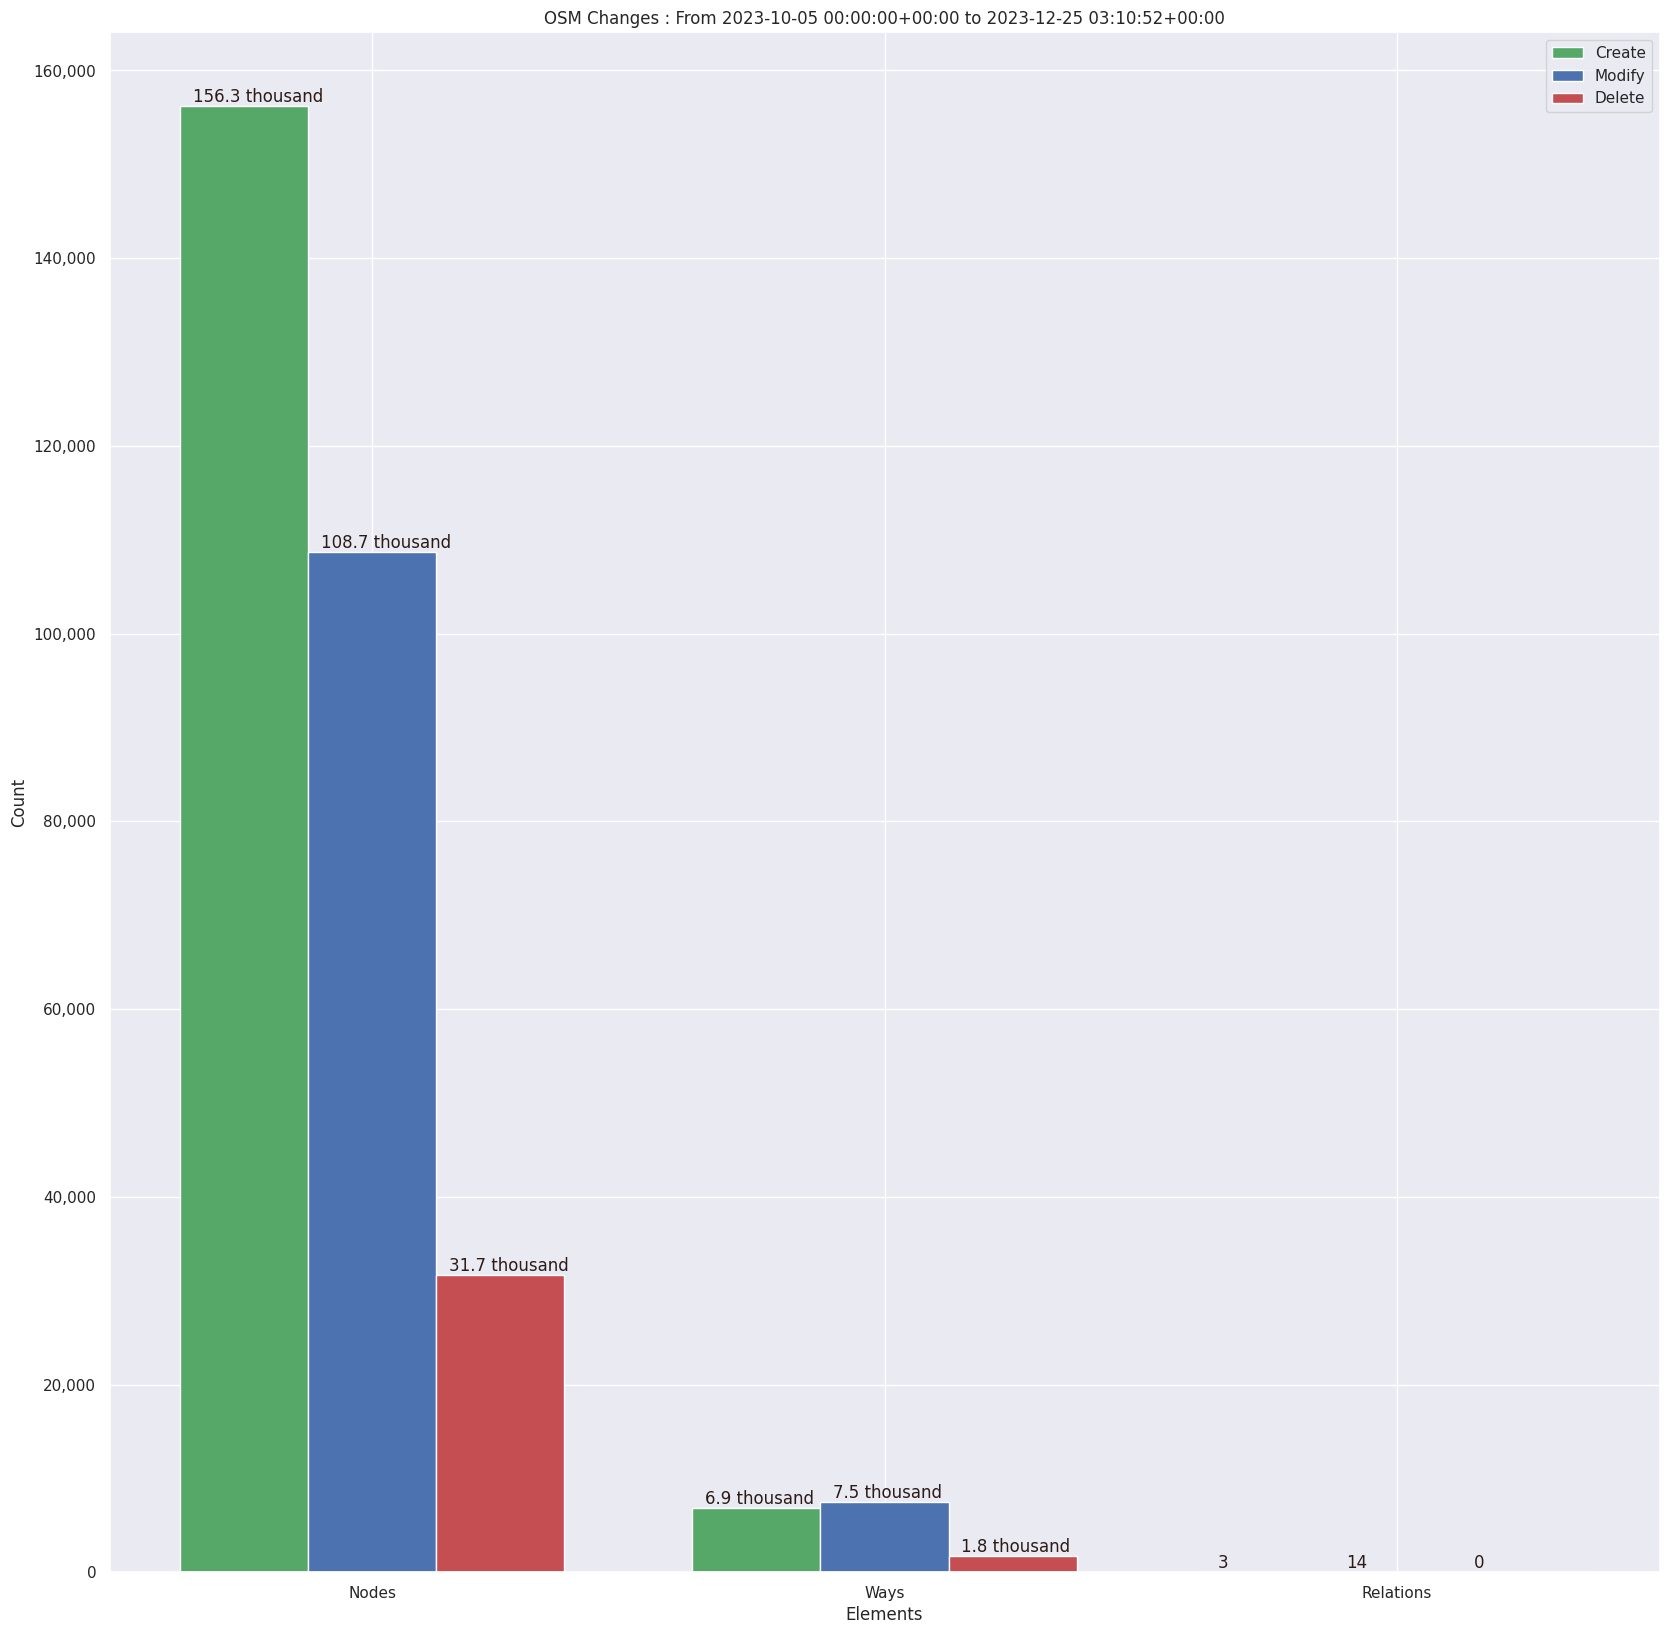 OSM Changes : From 2023-10-05 00:00:00+00:00 to 2023-12-25 03:10:52+00:00
Create
Modify
Delete
160,000
140,000
120,000
100,000
80,000
60,000
40,000
20,000
0
Count
156.3 thousand
108.7 thousand
31.7 thousand
6.9 thousand
7.5 thousand
1.8 thousand
3
14
0
Nodes
Ways
Relations
Elements